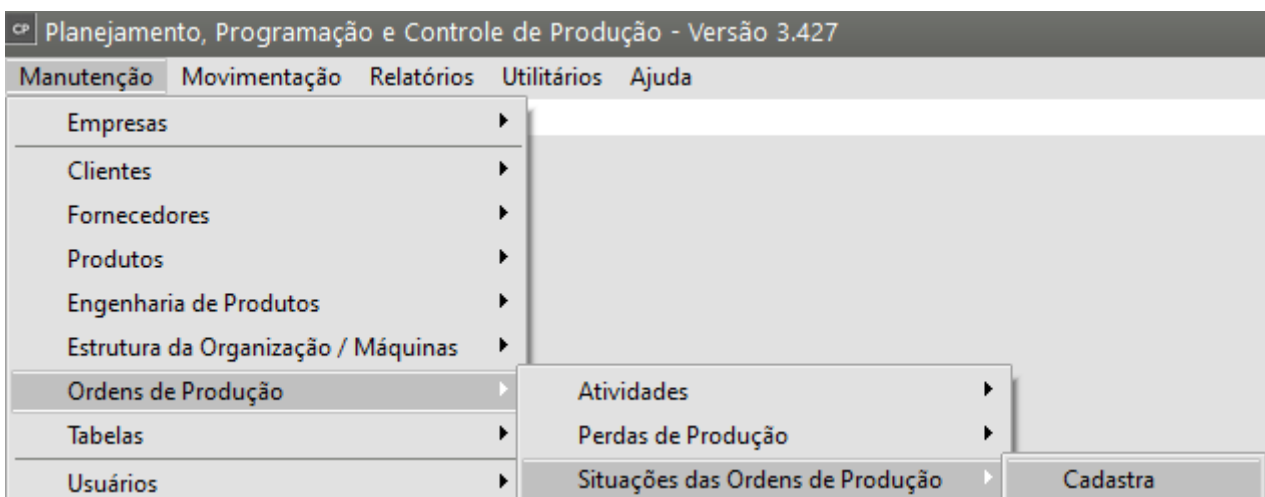 CP Planejamento, Programação e Controle de Produção - Versão 3.427
Manutenção Movimentação Relatórios Utilitários Ajuda
Empresas
Clientes
Fornecedores
Produtos
Engenharia de Produtos
Estrutura da Organização / Máquinas
Ordens de Produção Atividades
Tabelas Perdas de Produção
Usuários Situações das Ordens de Produção Cadastra